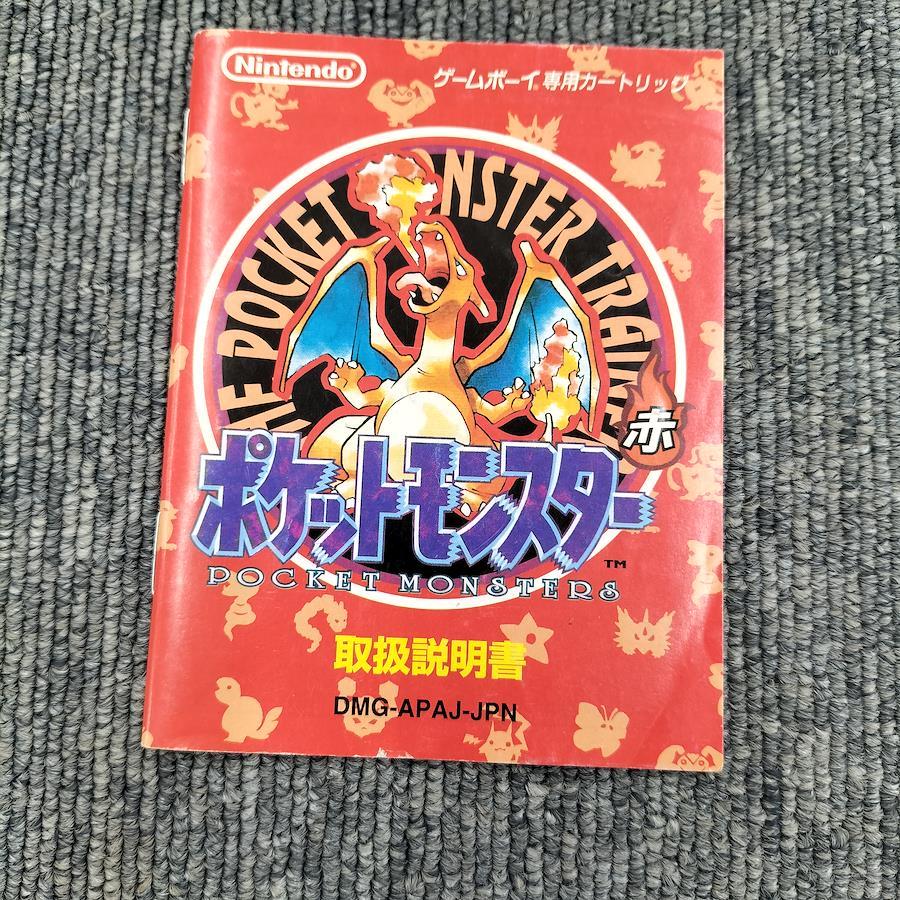 Nintendo®
ゲームボーイ®専用カートリッジ
THE POCKET MONSTER TRAINER
赤
ポケットモンスター
TM
POCKET MONSTERS
取扱説明書
DMG-APAJ-JPN